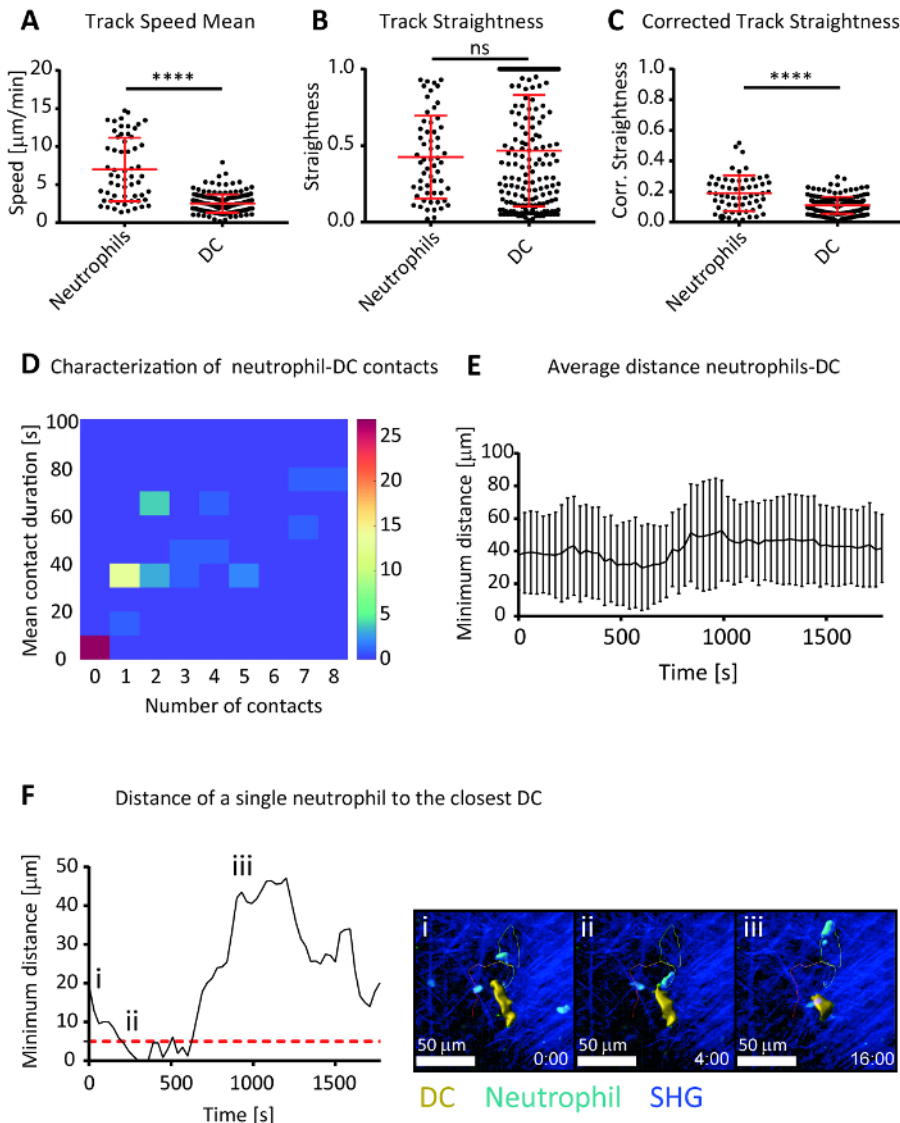 A Track Speed Mean
20
15
10
5
0
Speed [µm/min]
****
Neutrophils
DC
B Track Straightness
ns
1.0
0.5
0.0
Straightness
Neutrophils
DC
C Corrected Track Straightness
1.0
0.8
0.6
0.4
0.2
0.0
Corr. Straightness
****
Neutrophils
DC
D Characterization of neutrophil-DC contacts
100
80
60
40
20
0
Mean contact duration [s]
0 1 2 3 4 5 6 7 8
Number of contacts
25
20
15
10
5
0
E Average distance neutrophils-DC
100
80
60
40
20
0
Minimum distance [µm]
0 500 1000 1500
Time [s]
F Distance of a single neutrophil to the closest DC
50
40
30
20
10
0
Minimum distance [µm]
i
ii
iii
0 500 1000 1500
Time [s]
i
50 µm
0:00
ii
50 µm
4:00
iii
50 µm
16:00
DC Neutrophil SHG